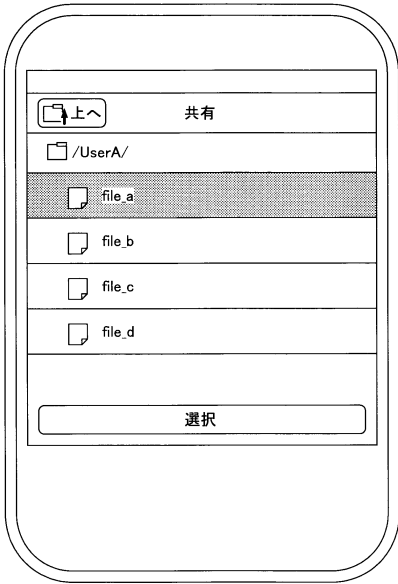 上へ 共有
/UserA/
file_a
file_b
file_c
file_d
選択